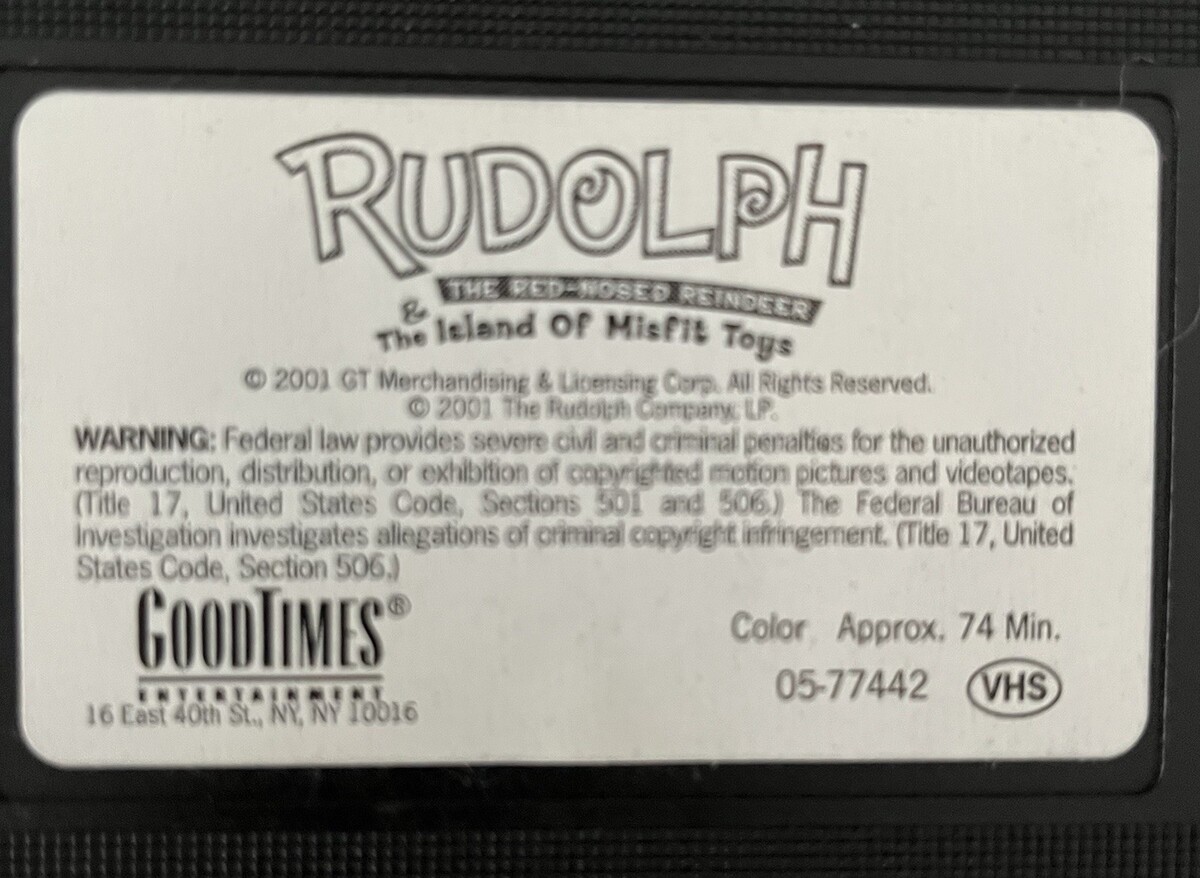 RUDOLPH
THE RED-NOSED REINDEER
&
The Island Of Misfit Toys
© 2001 GT Merchandising & Licensing Corp. All Rights Reserved.
© 2001 The Rudolph Company, LP.
WARNING: Federal law provides severe civil and criminal penalties for the unauthorized
reproduction, distribution, or exhibition of copyrighted motion pictures and videotapes.
(Title 17, United States Code, Sections 501 and 506.) The Federal Bureau of
Investigation investigates allegations of criminal copyright infringement. (Title 17, United
States Code, Section 506.)
GOODTIMES®
ENTERTAINMENT
16 East 40th St., NY, NY 10016
Color Approx. 74 Min.
05-77442 VHS